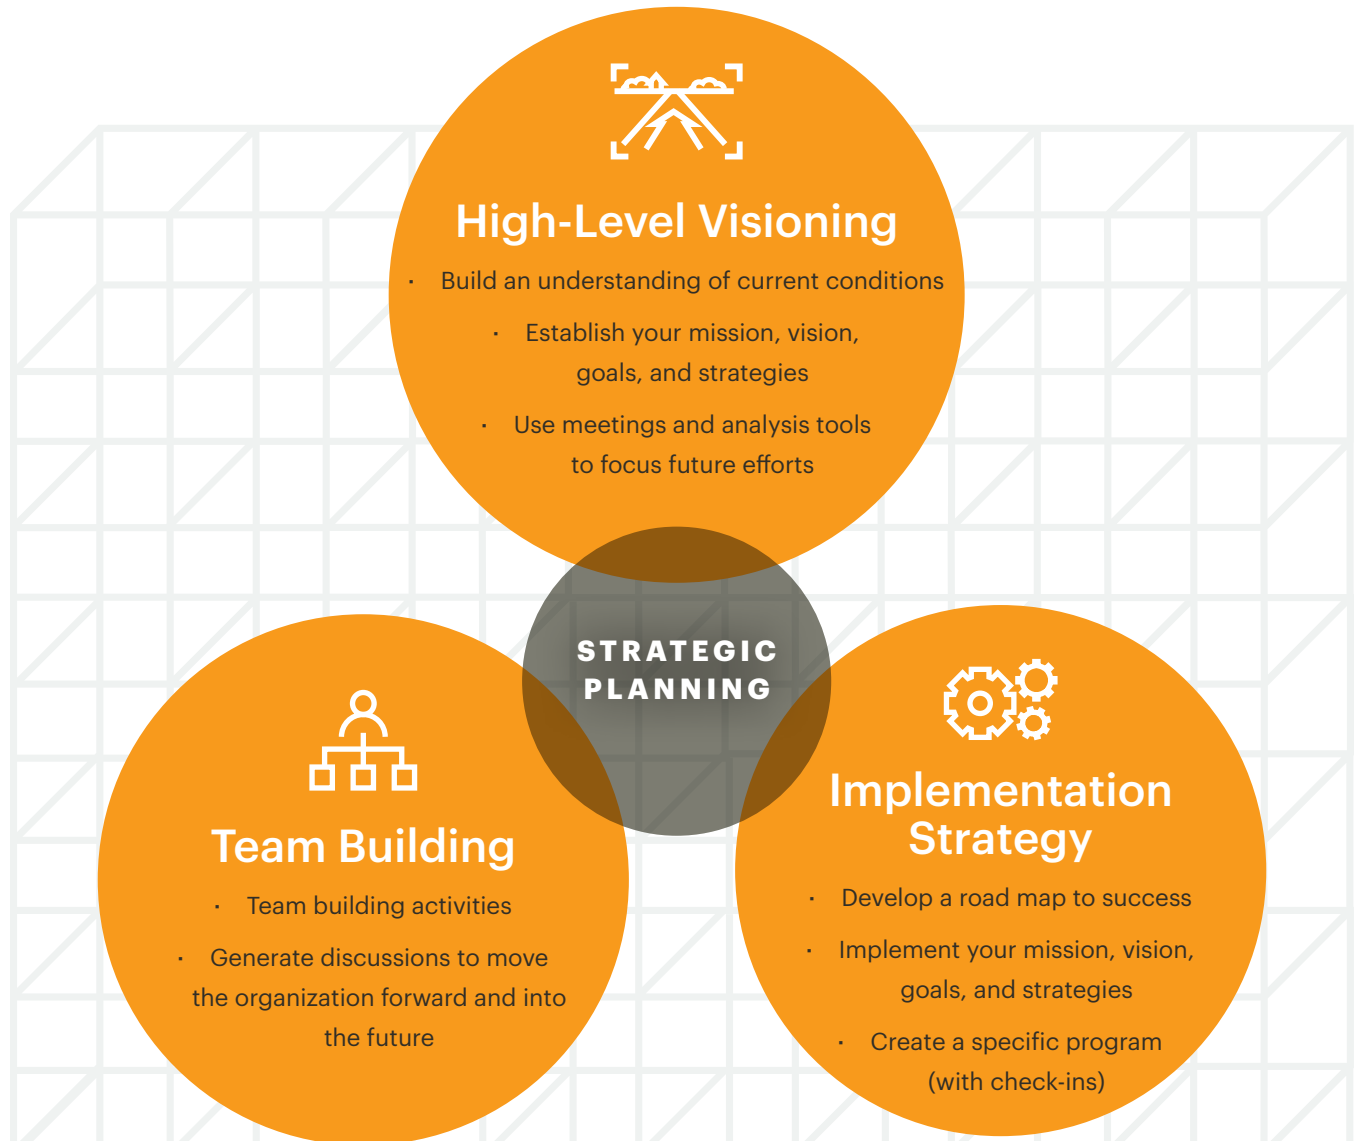 High-Level Visioning
· Build an understanding of current conditions
· Establish your mission, vision,
goals, and strategies
· Use meetings and analysis tools
to focus future efforts
STRATEGIC
PLANNING
Team Building
· Team building activities
· Generate discussions to move
the organization forward and into
the future
Implementation
Strategy
· Develop a road map to success
· Implement your mission, vision,
goals, and strategies
· Create a specific program
(with check-ins)